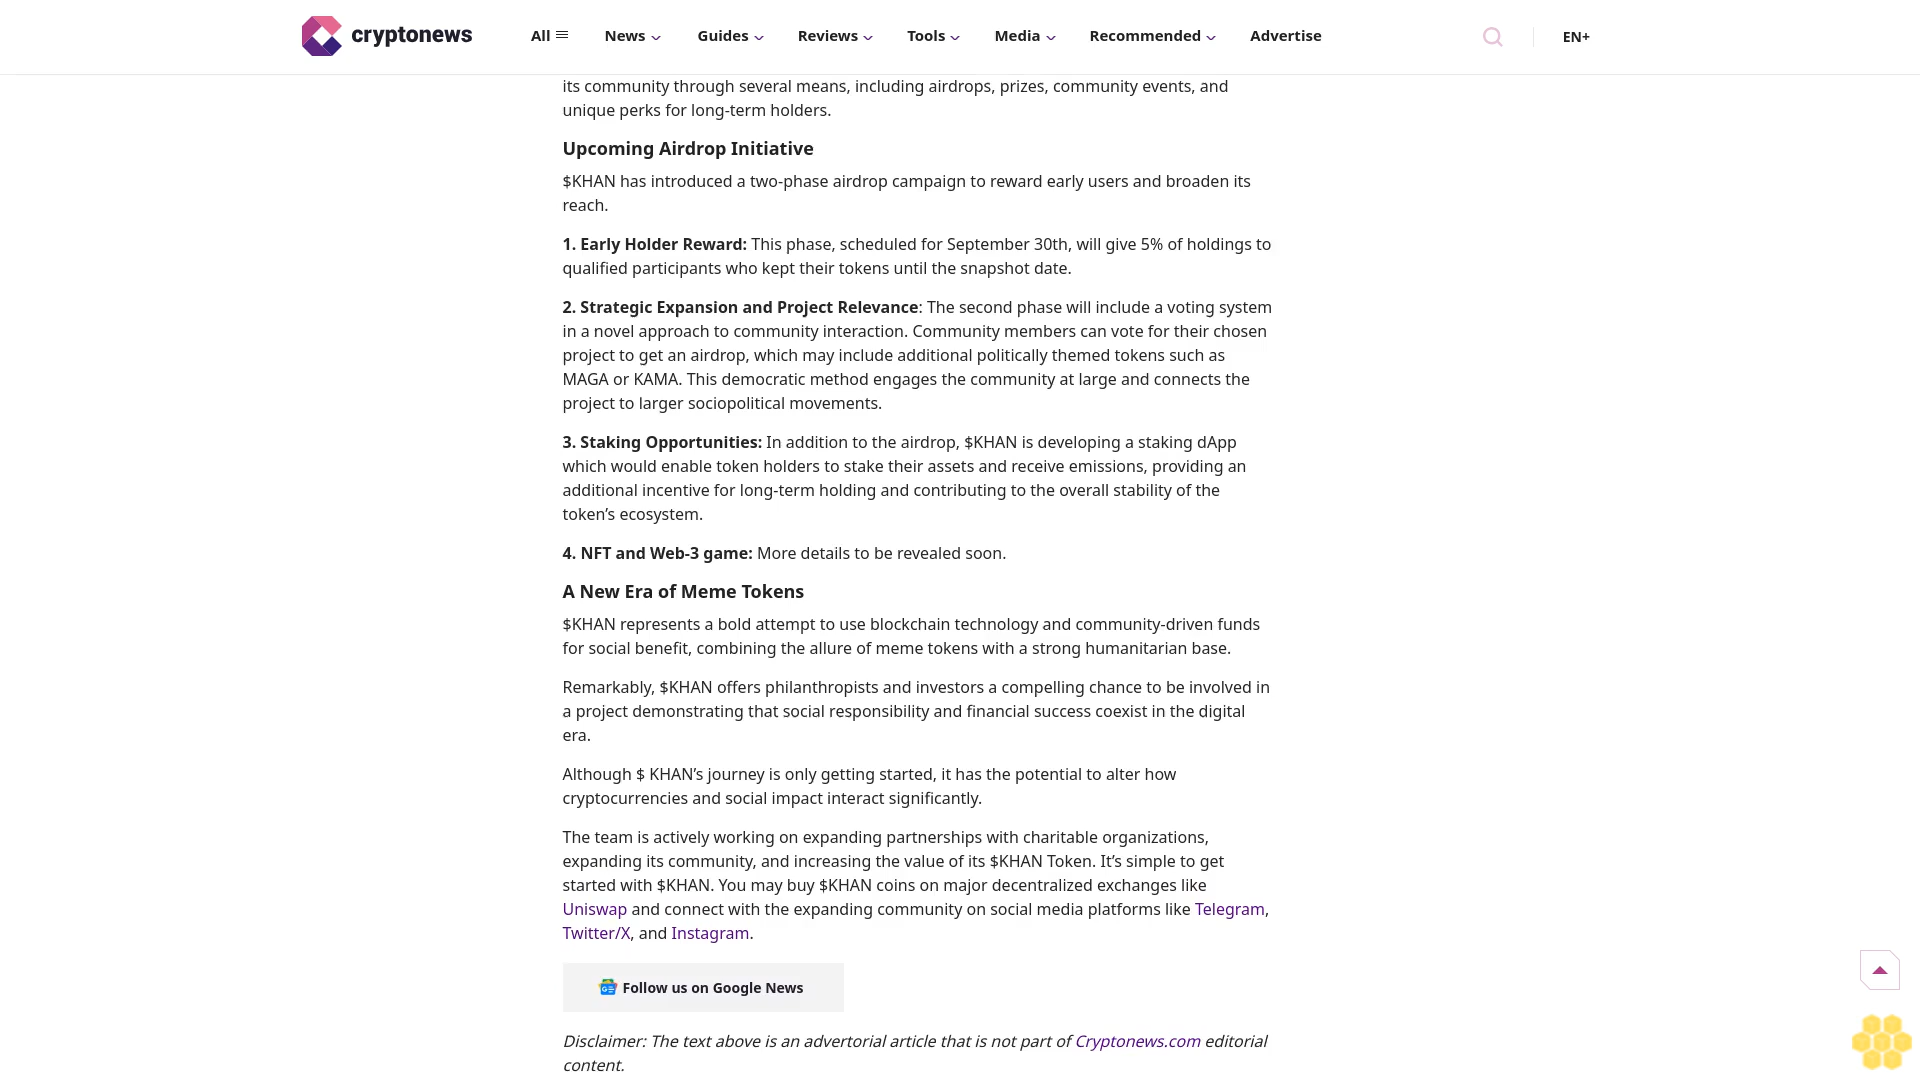 cryptonews
All
News
Guides
Reviews
Tools
Media
Recommended
Advertise
EN+
its community through several means, including airdrops, prizes, community events, and
unique perks for long-term holders.
Upcoming Airdrop Initiative
$KHAN has introduced a two-phase airdrop campaign to reward early users and broaden its
reach.
1. Early Holder Reward: This phase, scheduled for September 30th, will give 5% of holdings to
qualified participants who kept their tokens until the snapshot date.
2. Strategic Expansion and Project Relevance: The second phase will include a voting system
in a novel approach to community interaction. Community members can vote for their chosen
project to get an airdrop, which may include additional politically themed tokens such as
MAGA or KAMA. This democratic method engages the community at large and connects the
project to larger sociopolitical movements.
3. Staking Opportunities: In addition to the airdrop, $KHAN is developing a staking dApp
which would enable token holders to stake their assets and receive emissions, providing an
additional incentive for long-term holding and contributing to the overall stability of the
token’s ecosystem.
4. NFT and Web-3 game: More details to be revealed soon.
A New Era of Meme Tokens
$KHAN represents a bold attempt to use blockchain technology and community-driven funds
for social benefit, combining the allure of meme tokens with a strong humanitarian base.
Remarkably, $KHAN offers philanthropists and investors a compelling chance to be involved in
a project demonstrating that social responsibility and financial success coexist in the digital
era.
Although $ KHAN’s journey is only getting started, it has the potential to alter how
cryptocurrencies and social impact interact significantly.
The team is actively working on expanding partnerships with charitable organizations,
expanding its community, and increasing the value of its $KHAN Token. It’s simple to get
started with $KHAN. You may buy $KHAN coins on major decentralized exchanges like
Uniswap and connect with the expanding community on social media platforms like Telegram,
Twitter/X, and Instagram.
Follow us on Google News
Disclaimer: The text above is an advertorial article that is not part of Cryptonews.com editorial
content.